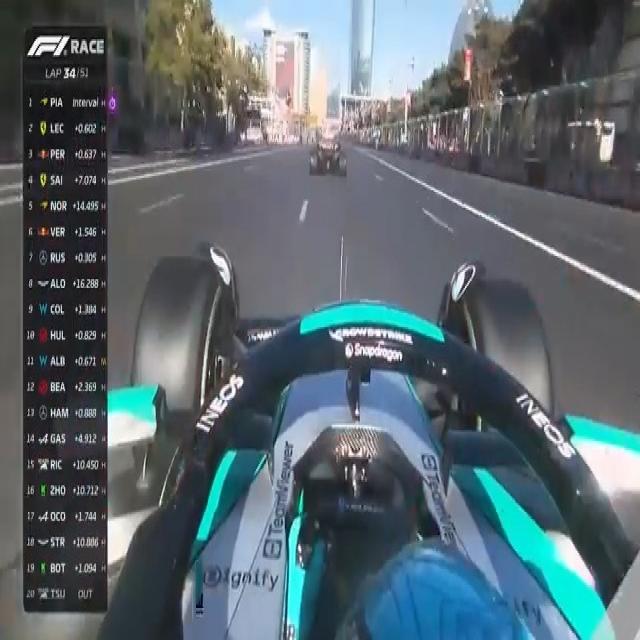 F1 RACE
LAP 34/51
1 PIA Interval H
2 LEC +0.602 H
3 PER +0.637 H
4 SAI +7.074 H
5 NOR +14.495 H
6 VER +1.546 H
7 RUS +0.305 H
8 ALO +16.288 H
9 COL +1.384 H
10 HUL +0.829 H
11 ALB +0.671 M
12 BEA +2.369 H
13 HAM +0.888 H
14 GAS +4.912 H
15 RIC +10.450 H
16 ZHO +10.712 H
17 OCO +1.744 H
18 STR +10.886 H
19 BOT +1.094 H
20 TSU OUT
CROWDSTRIKE
Snapdragon
INEOS
INEOS
TeamViewer
TeamViewer
Signify